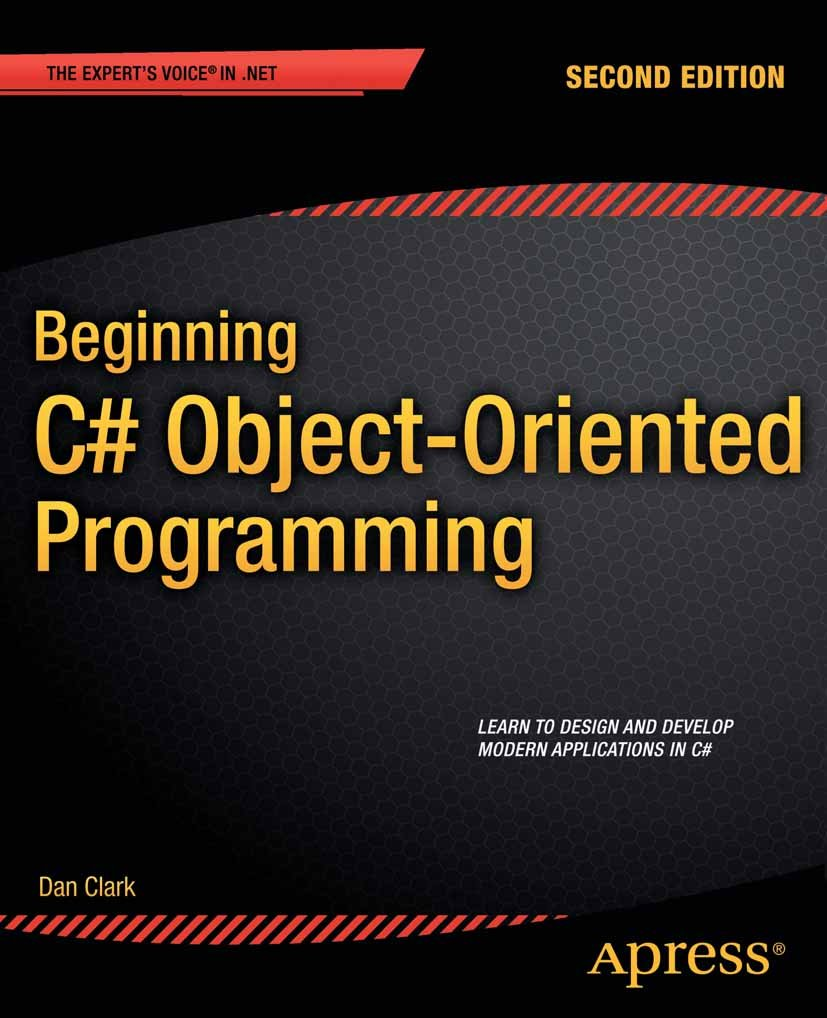 THE EXPERT'S VOICE® IN .NET
SECOND EDITION
Beginning
C# Object-Oriented
Programming
LEARN TO DESIGN AND DEVELOP
MODERN APPLICATIONS IN C#
Dan Clark
Apress®